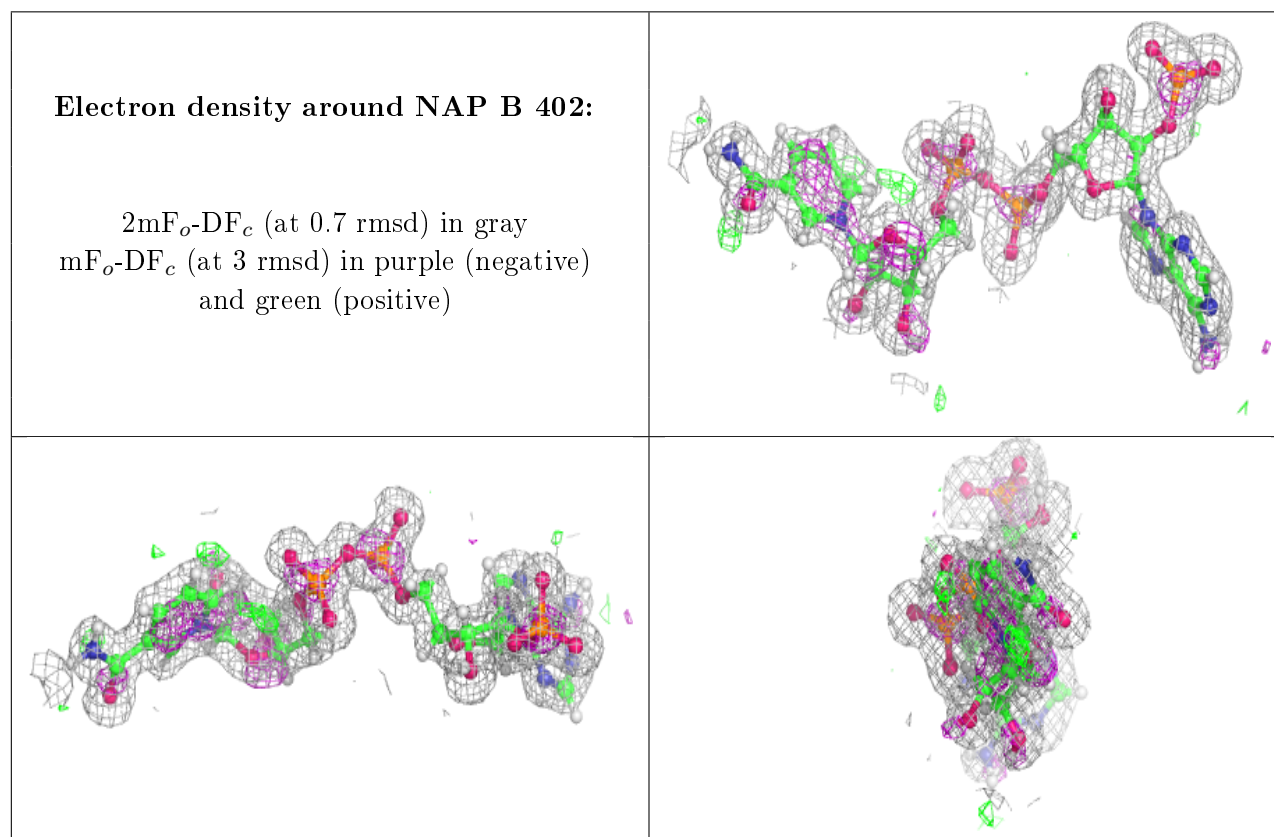 Electron density around NAP B 402:
2mFo-DFc (at 0.7 rmsd) in gray
mFo-DFc (at 3 rmsd) in purple (negative)
and green (positive)